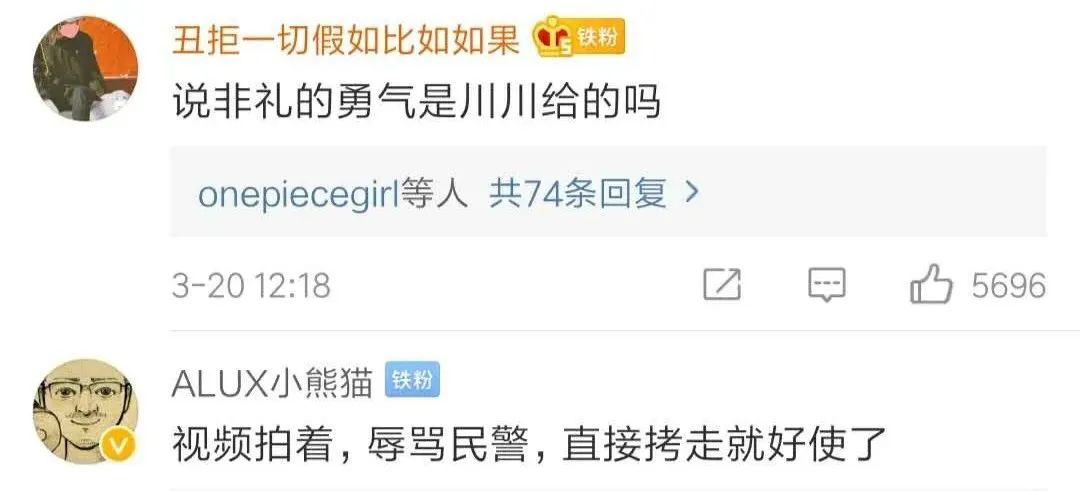 丑拒一切假如比如如果 5 铁粉
说非礼的勇气是川川给的吗
onepiecegirl等人 共74条回复 >
3-20 12:18 5696
ALUX小熊猫 铁粉
视频拍着，辱骂民警，直接拷走就好使了